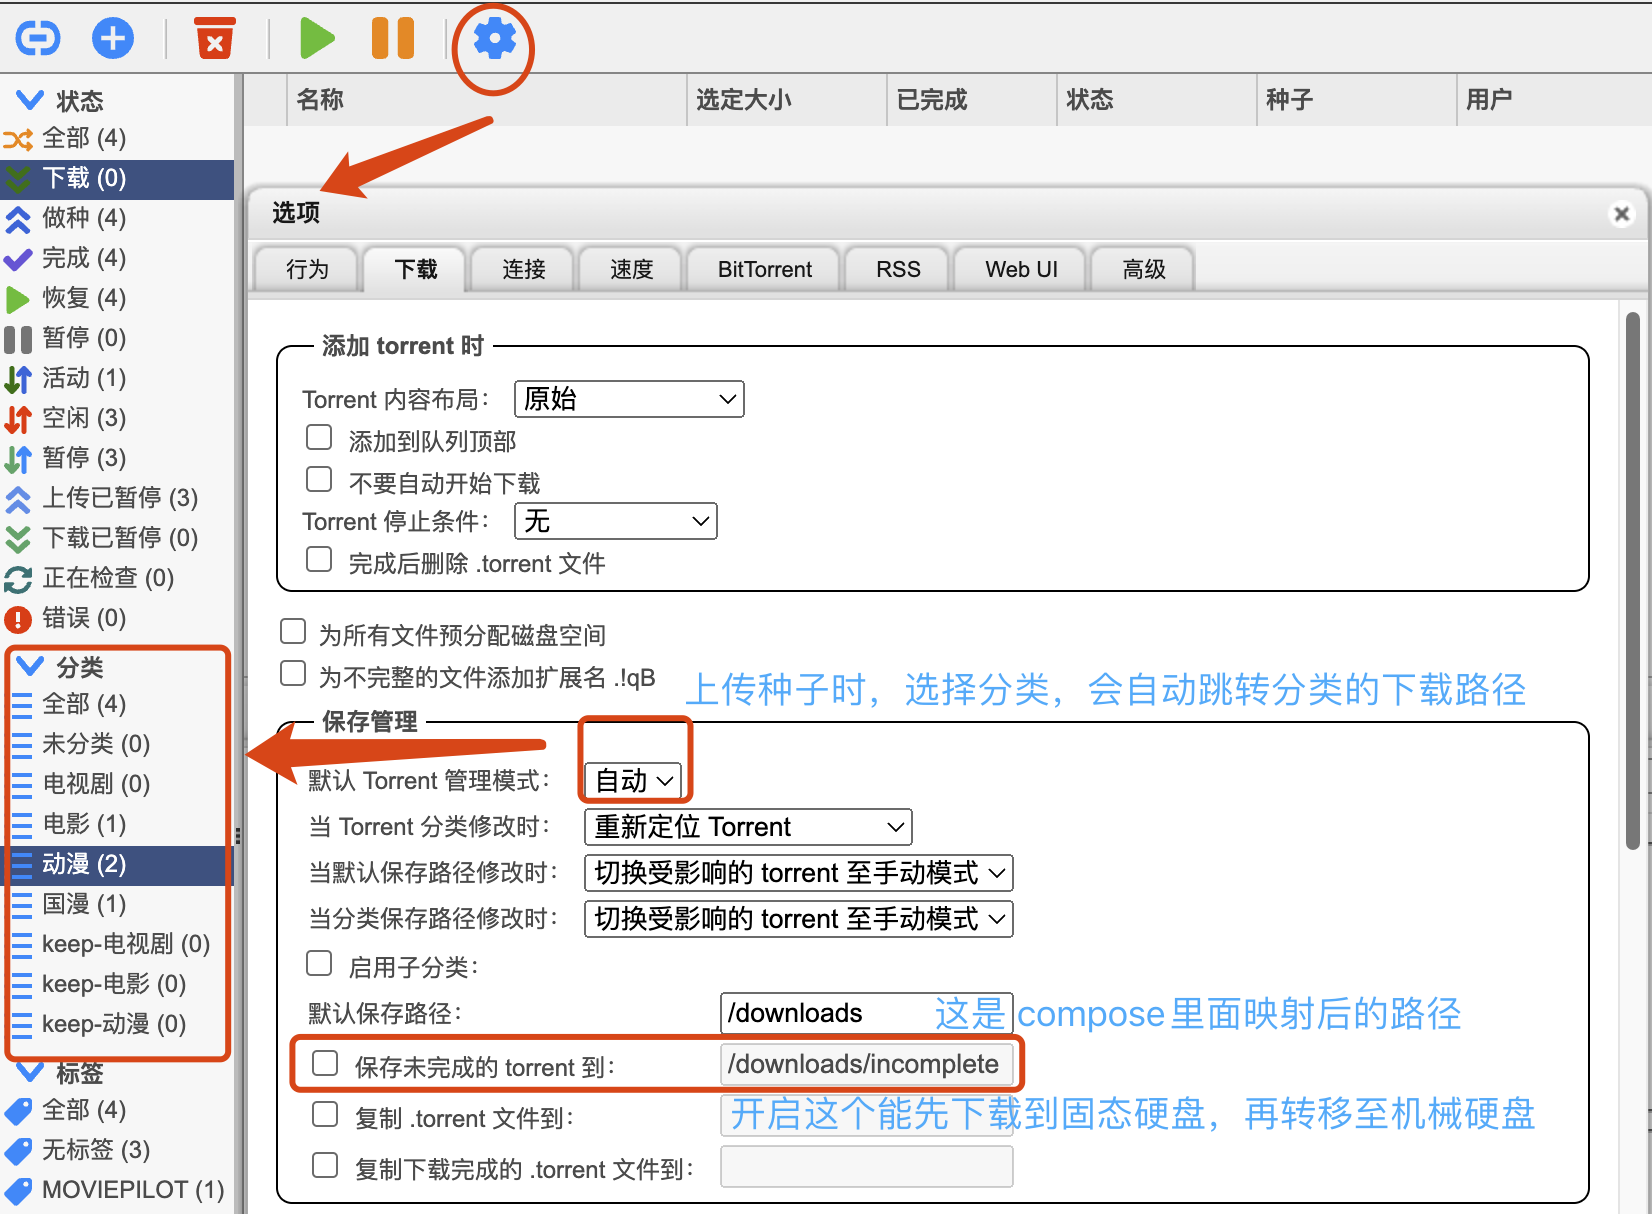 名称
选定大小
已完成
状态
种子
用户
状态
全部 (4)
下载 (0)
做种 (4)
完成 (4)
恢复 (4)
暂停 (0)
活动 (1)
空闲 (3)
暂停 (3)
上传已暂停 (3)
下载已暂停 (0)
正在检查 (0)
错误 (0)
分类
全部 (4)
未分类 (0)
电视剧 (0)
电影 (1)
动漫 (2)
国漫 (1)
keep-电视剧 (0)
keep-电影 (0)
keep-动漫 (0)
标签
全部 (4)
无标签 (3)
MOVIEPILOT (1)
选项
行为
下载
连接
速度
BitTorrent
RSS
Web UI
高级
添加 torrent 时
Torrent 内容布局： 原始
添加到队列顶部
不要自动开始下载
Torrent 停止条件： 无
完成后删除 .torrent 文件
为所有文件预分配磁盘空间
为不完整的文件添加扩展名 .!qB
上传种子时，选择分类，会自动跳转分类的下载路径
保存管理
默认 Torrent 管理模式： 自动
当 Torrent 分类修改时： 重新定位 Torrent
当默认保存路径修改时： 切换受影响的 torrent 至手动模式
当分类保存路径修改时： 切换受影响的 torrent 至手动模式
启用子分类：
默认保存路径： /downloads
这是 compose 里面映射后的路径
保存未完成的 torrent 到： /downloads/incomplete
复制 .torrent 文件到：
开启这个能先下载到固态硬盘，再转移至机械硬盘
复制下载完成的 .torrent 文件到：